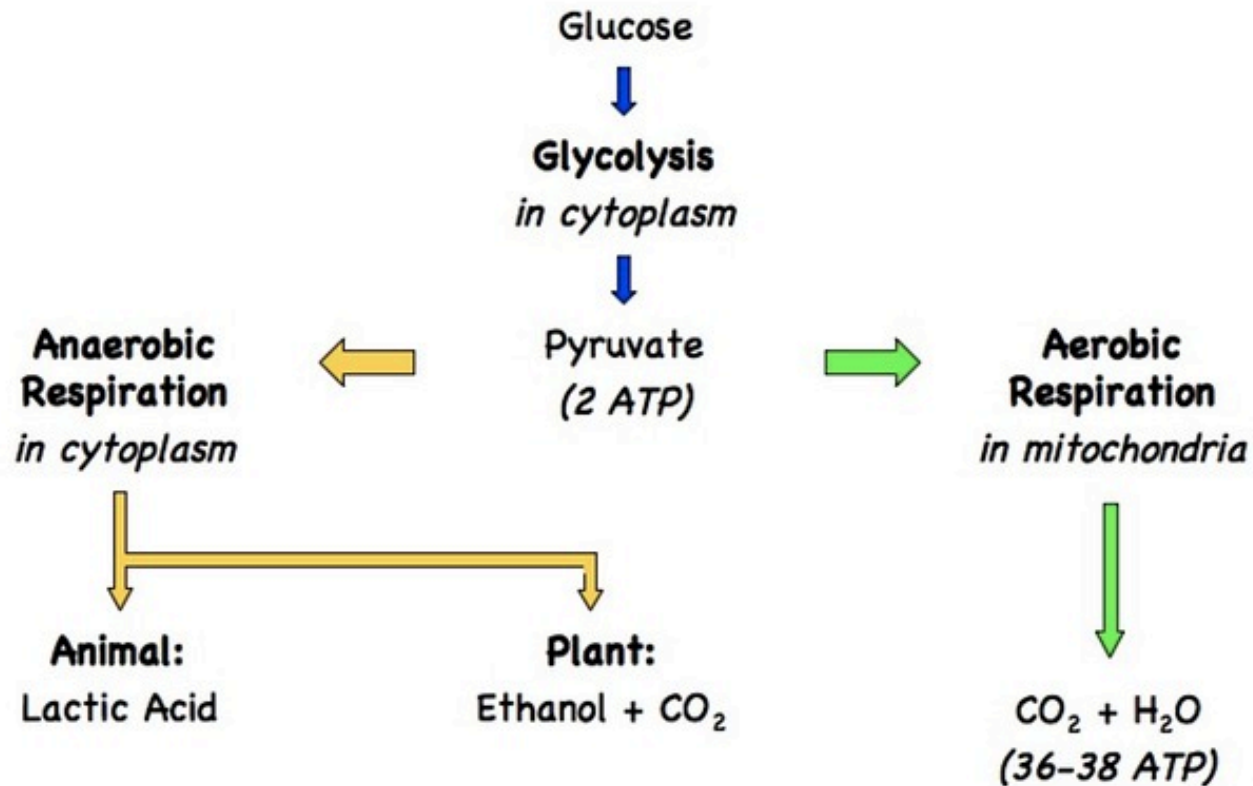 Glucose
Glycolysis
in cytoplasm
Pyruvate
(2 ATP)
Anaerobic
Respiration
in cytoplasm
Aerobic
Respiration
in mitochondria
Animal:
Lactic Acid
Plant:
Ethanol + CO₂
CO₂ + H₂O
(36-38 ATP)